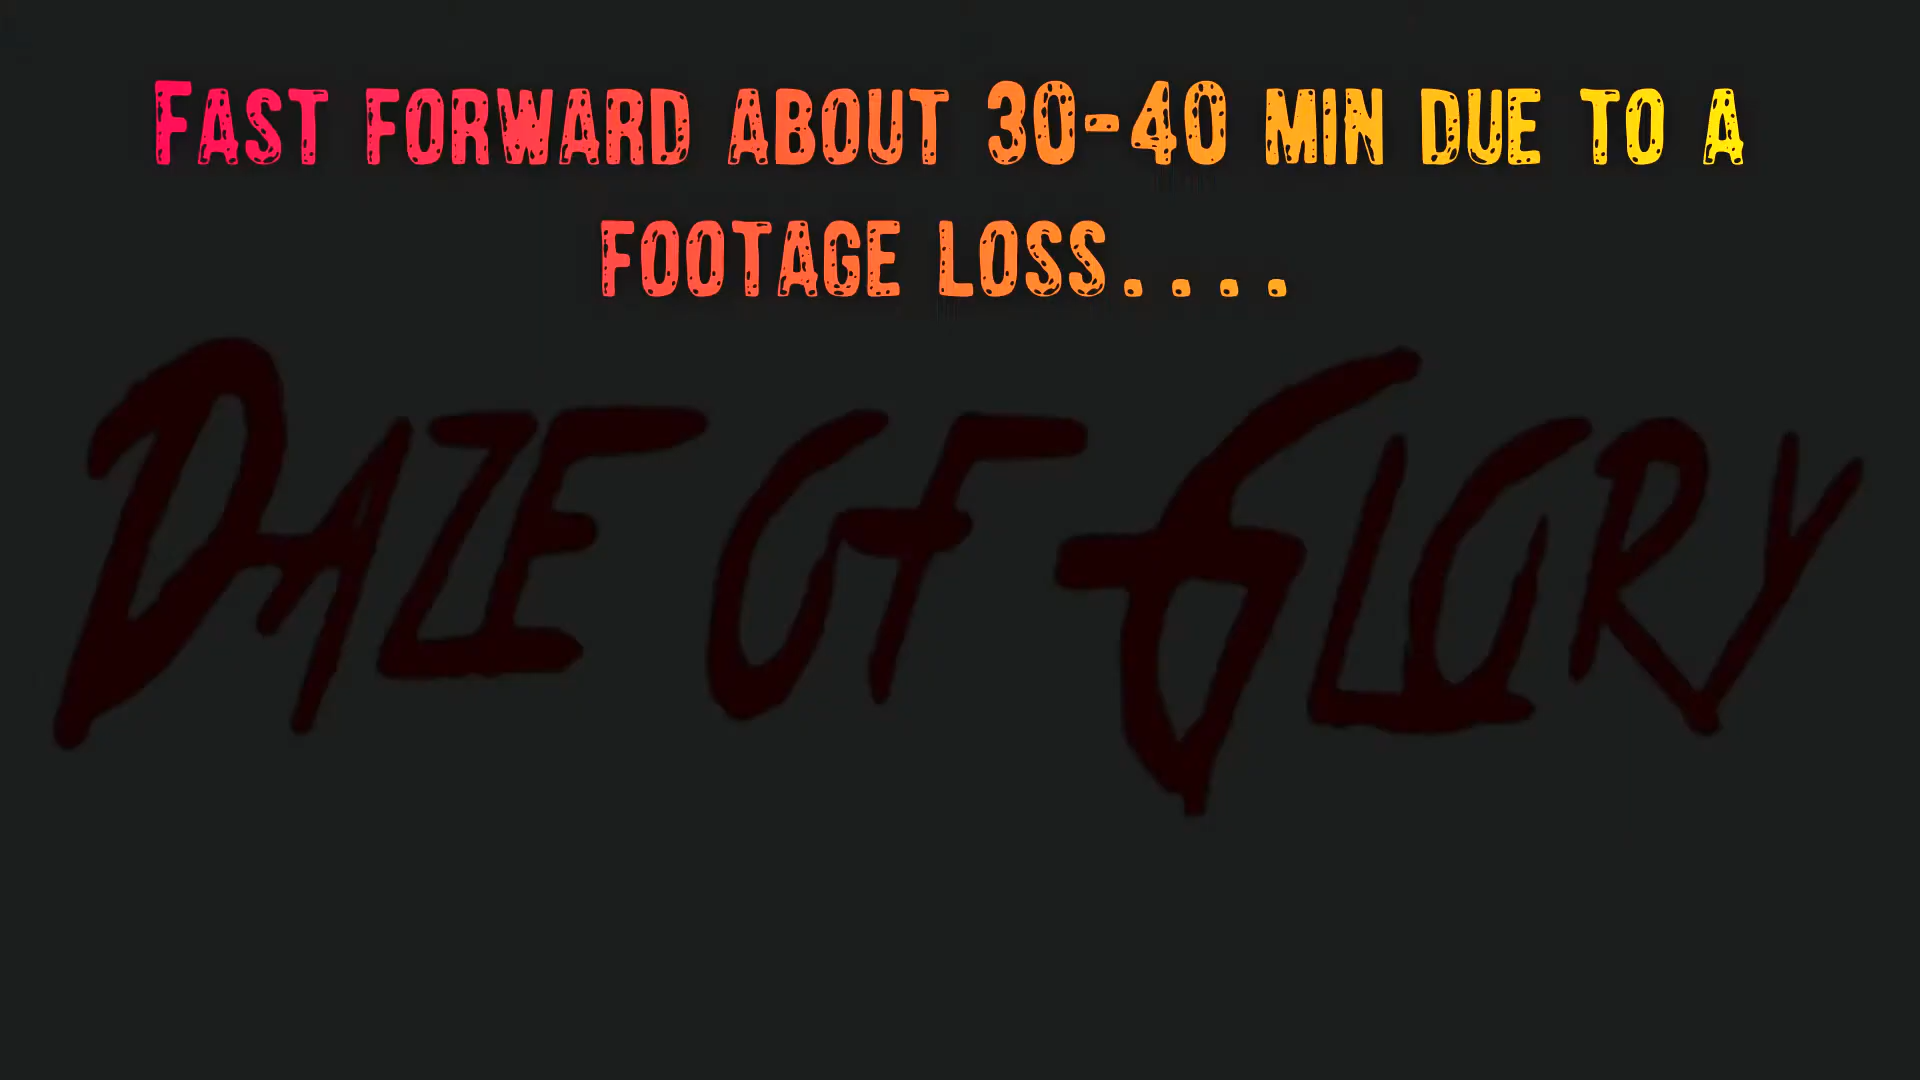 Fast forward about 30-40 min due to a
footage loss....
Daze of Glory